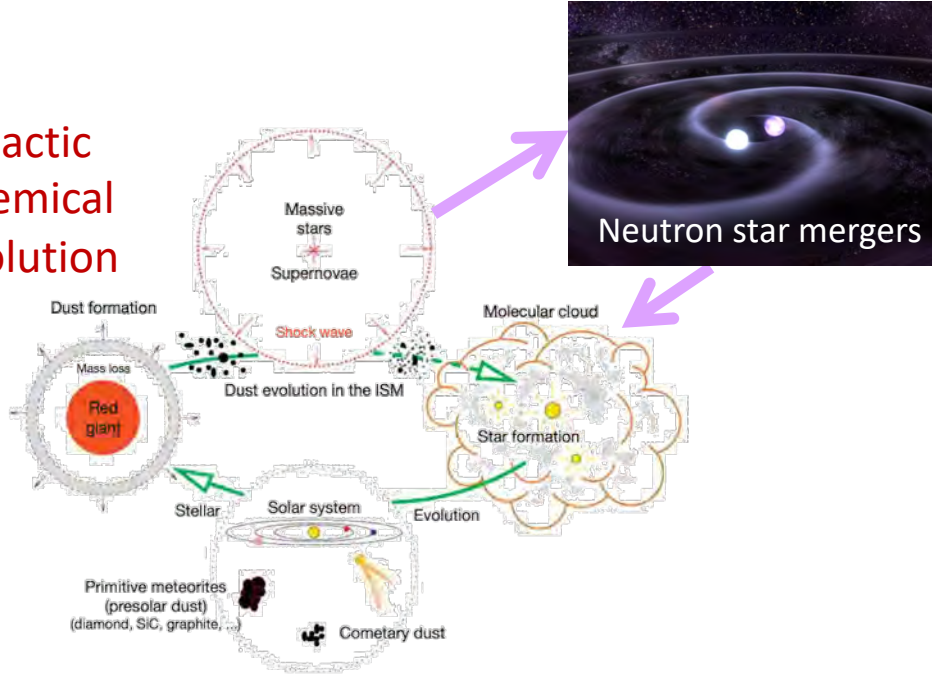 actic
emical
olution
Neutron star mergers
Massive
stars
Supernovae
Shock wave
Dust formation
Mass loss
Red
giant
Dust evolution in the ISM
Molecular cloud
Star formation
Stellar
Solar system
Evolution
Primitive meteorites
(presolar dust)
(diamond, SiC, graphite, ...)
Cometary dust